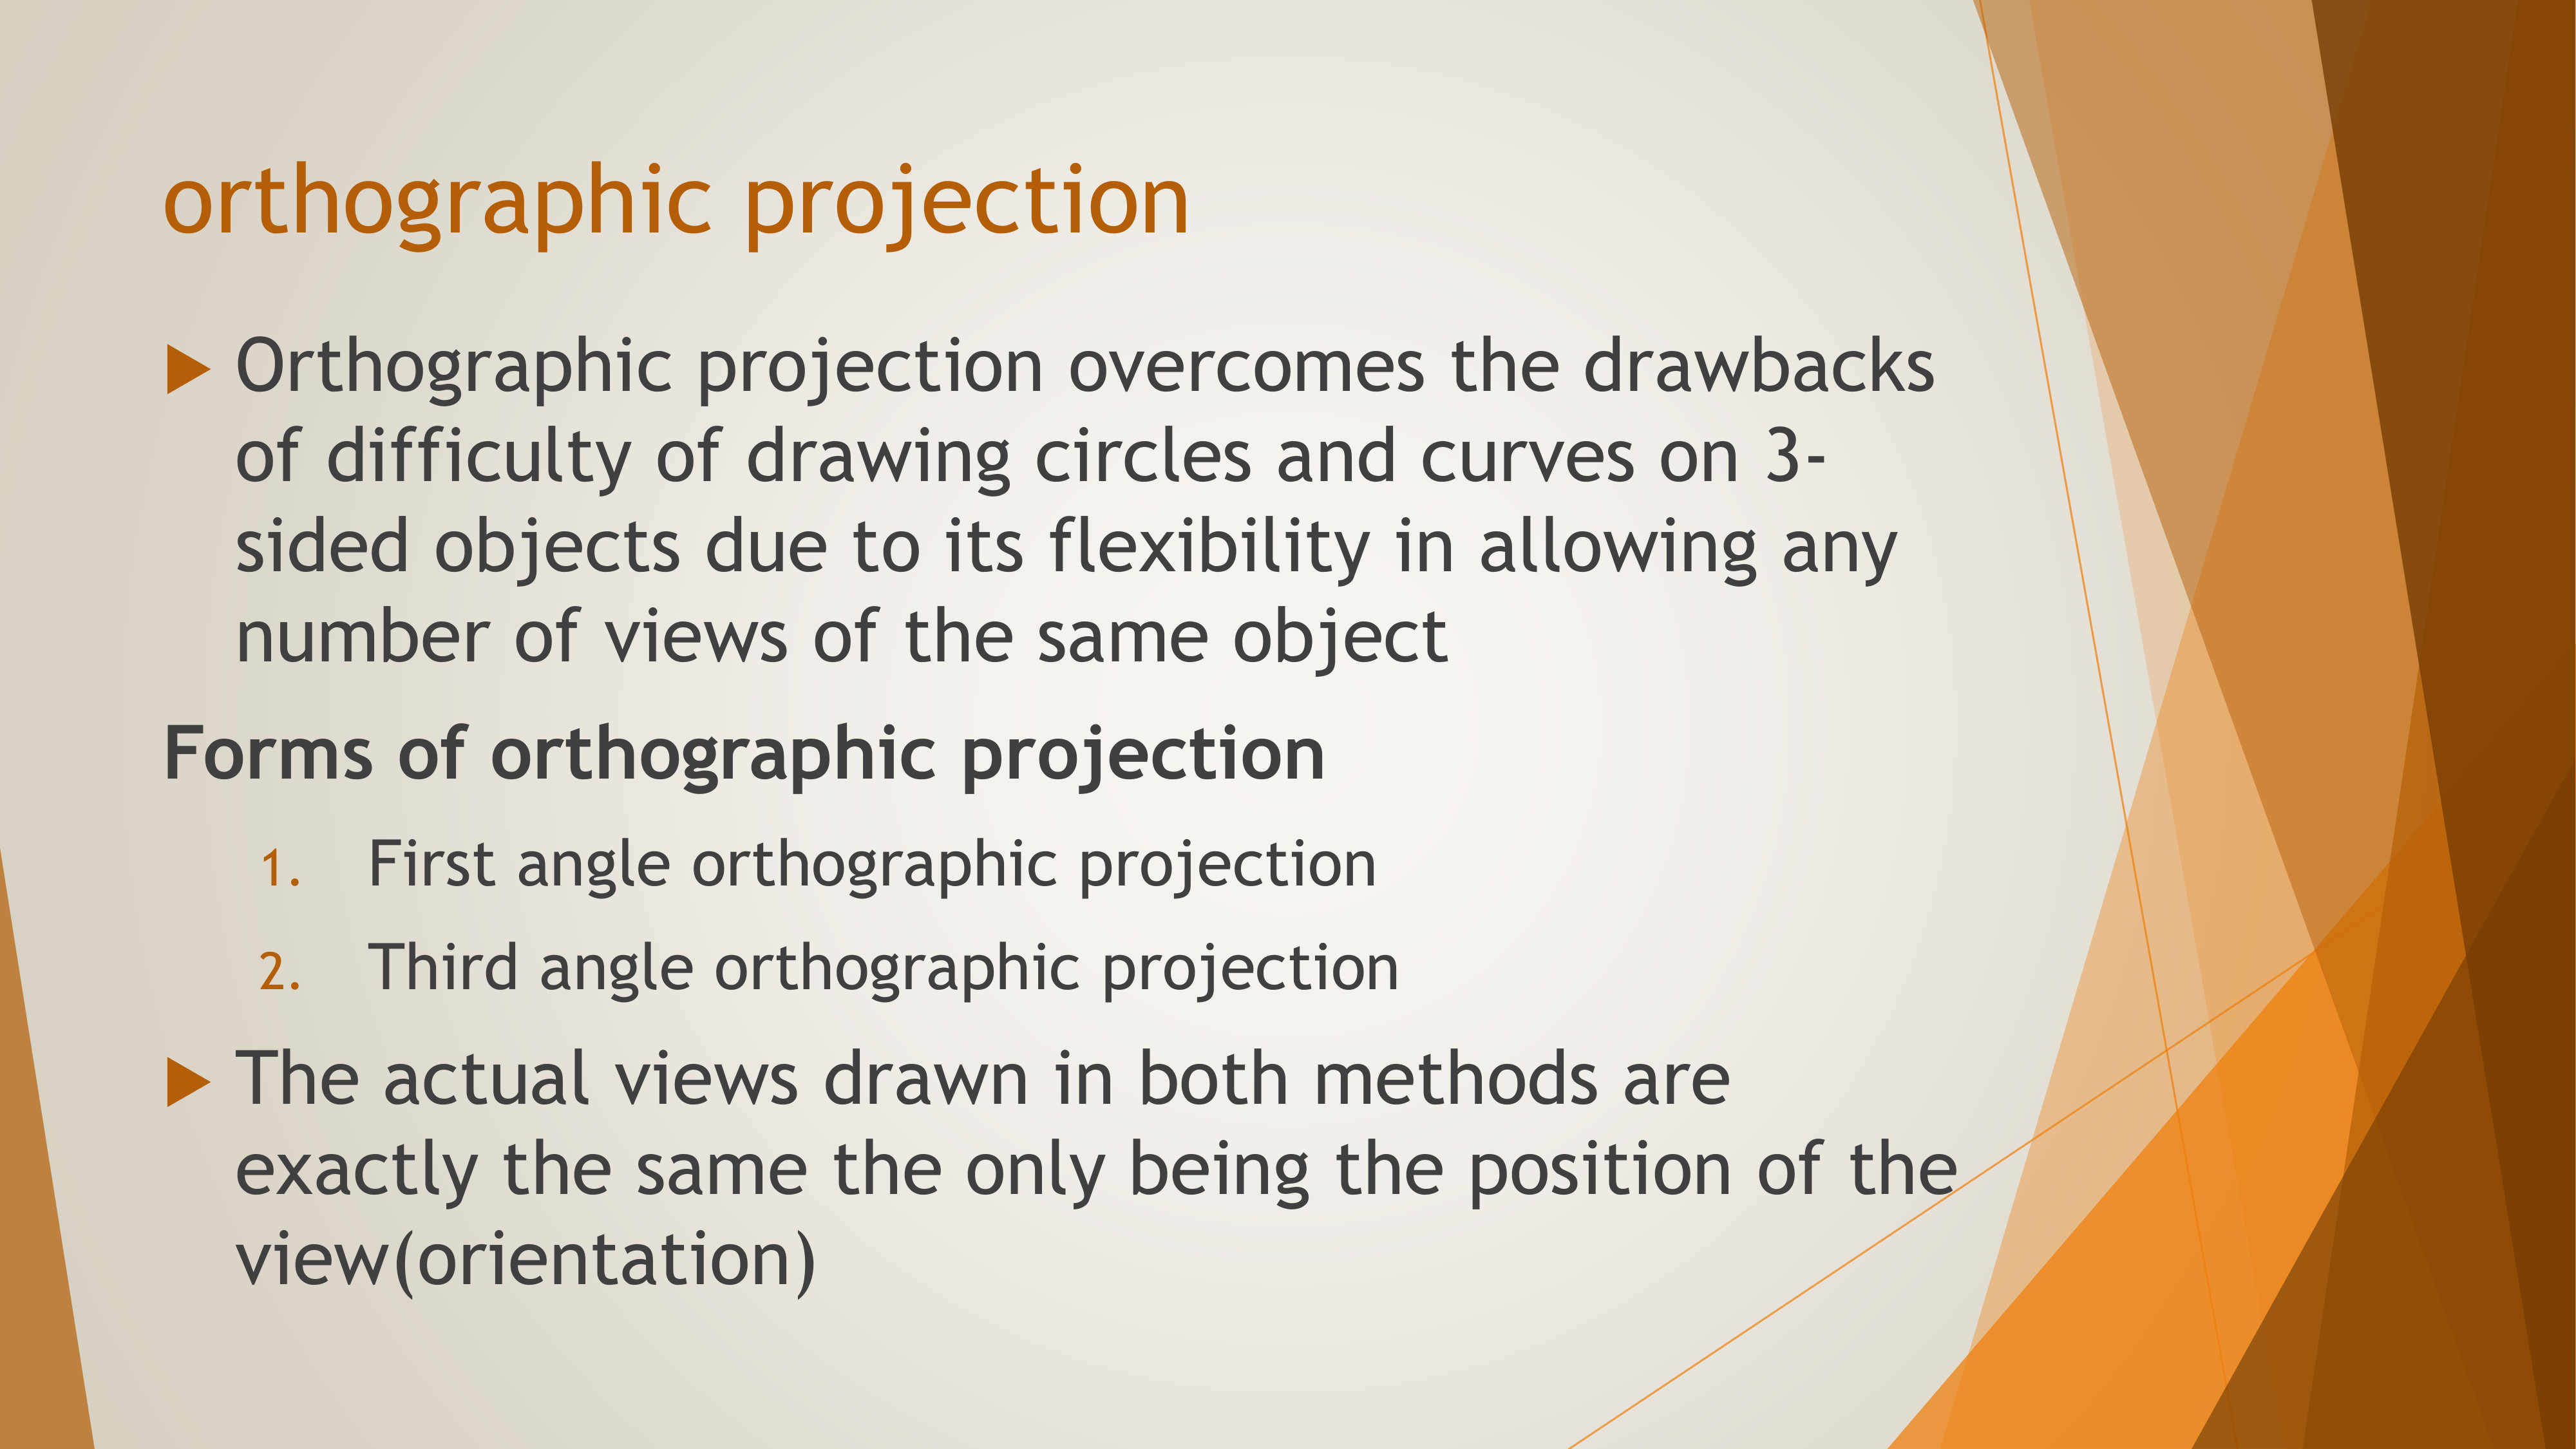 orthographic projection
Orthographic projection overcomes the drawbacks
of difficulty of drawing circles and curves on 3-
sided objects due to its flexibility in allowing any
number of views of the same object
Forms of orthographic projection
1. First angle orthographic projection
2. Third angle orthographic projection
The actual views drawn in both methods are
exactly the same the only being the position of the
view(orientation)